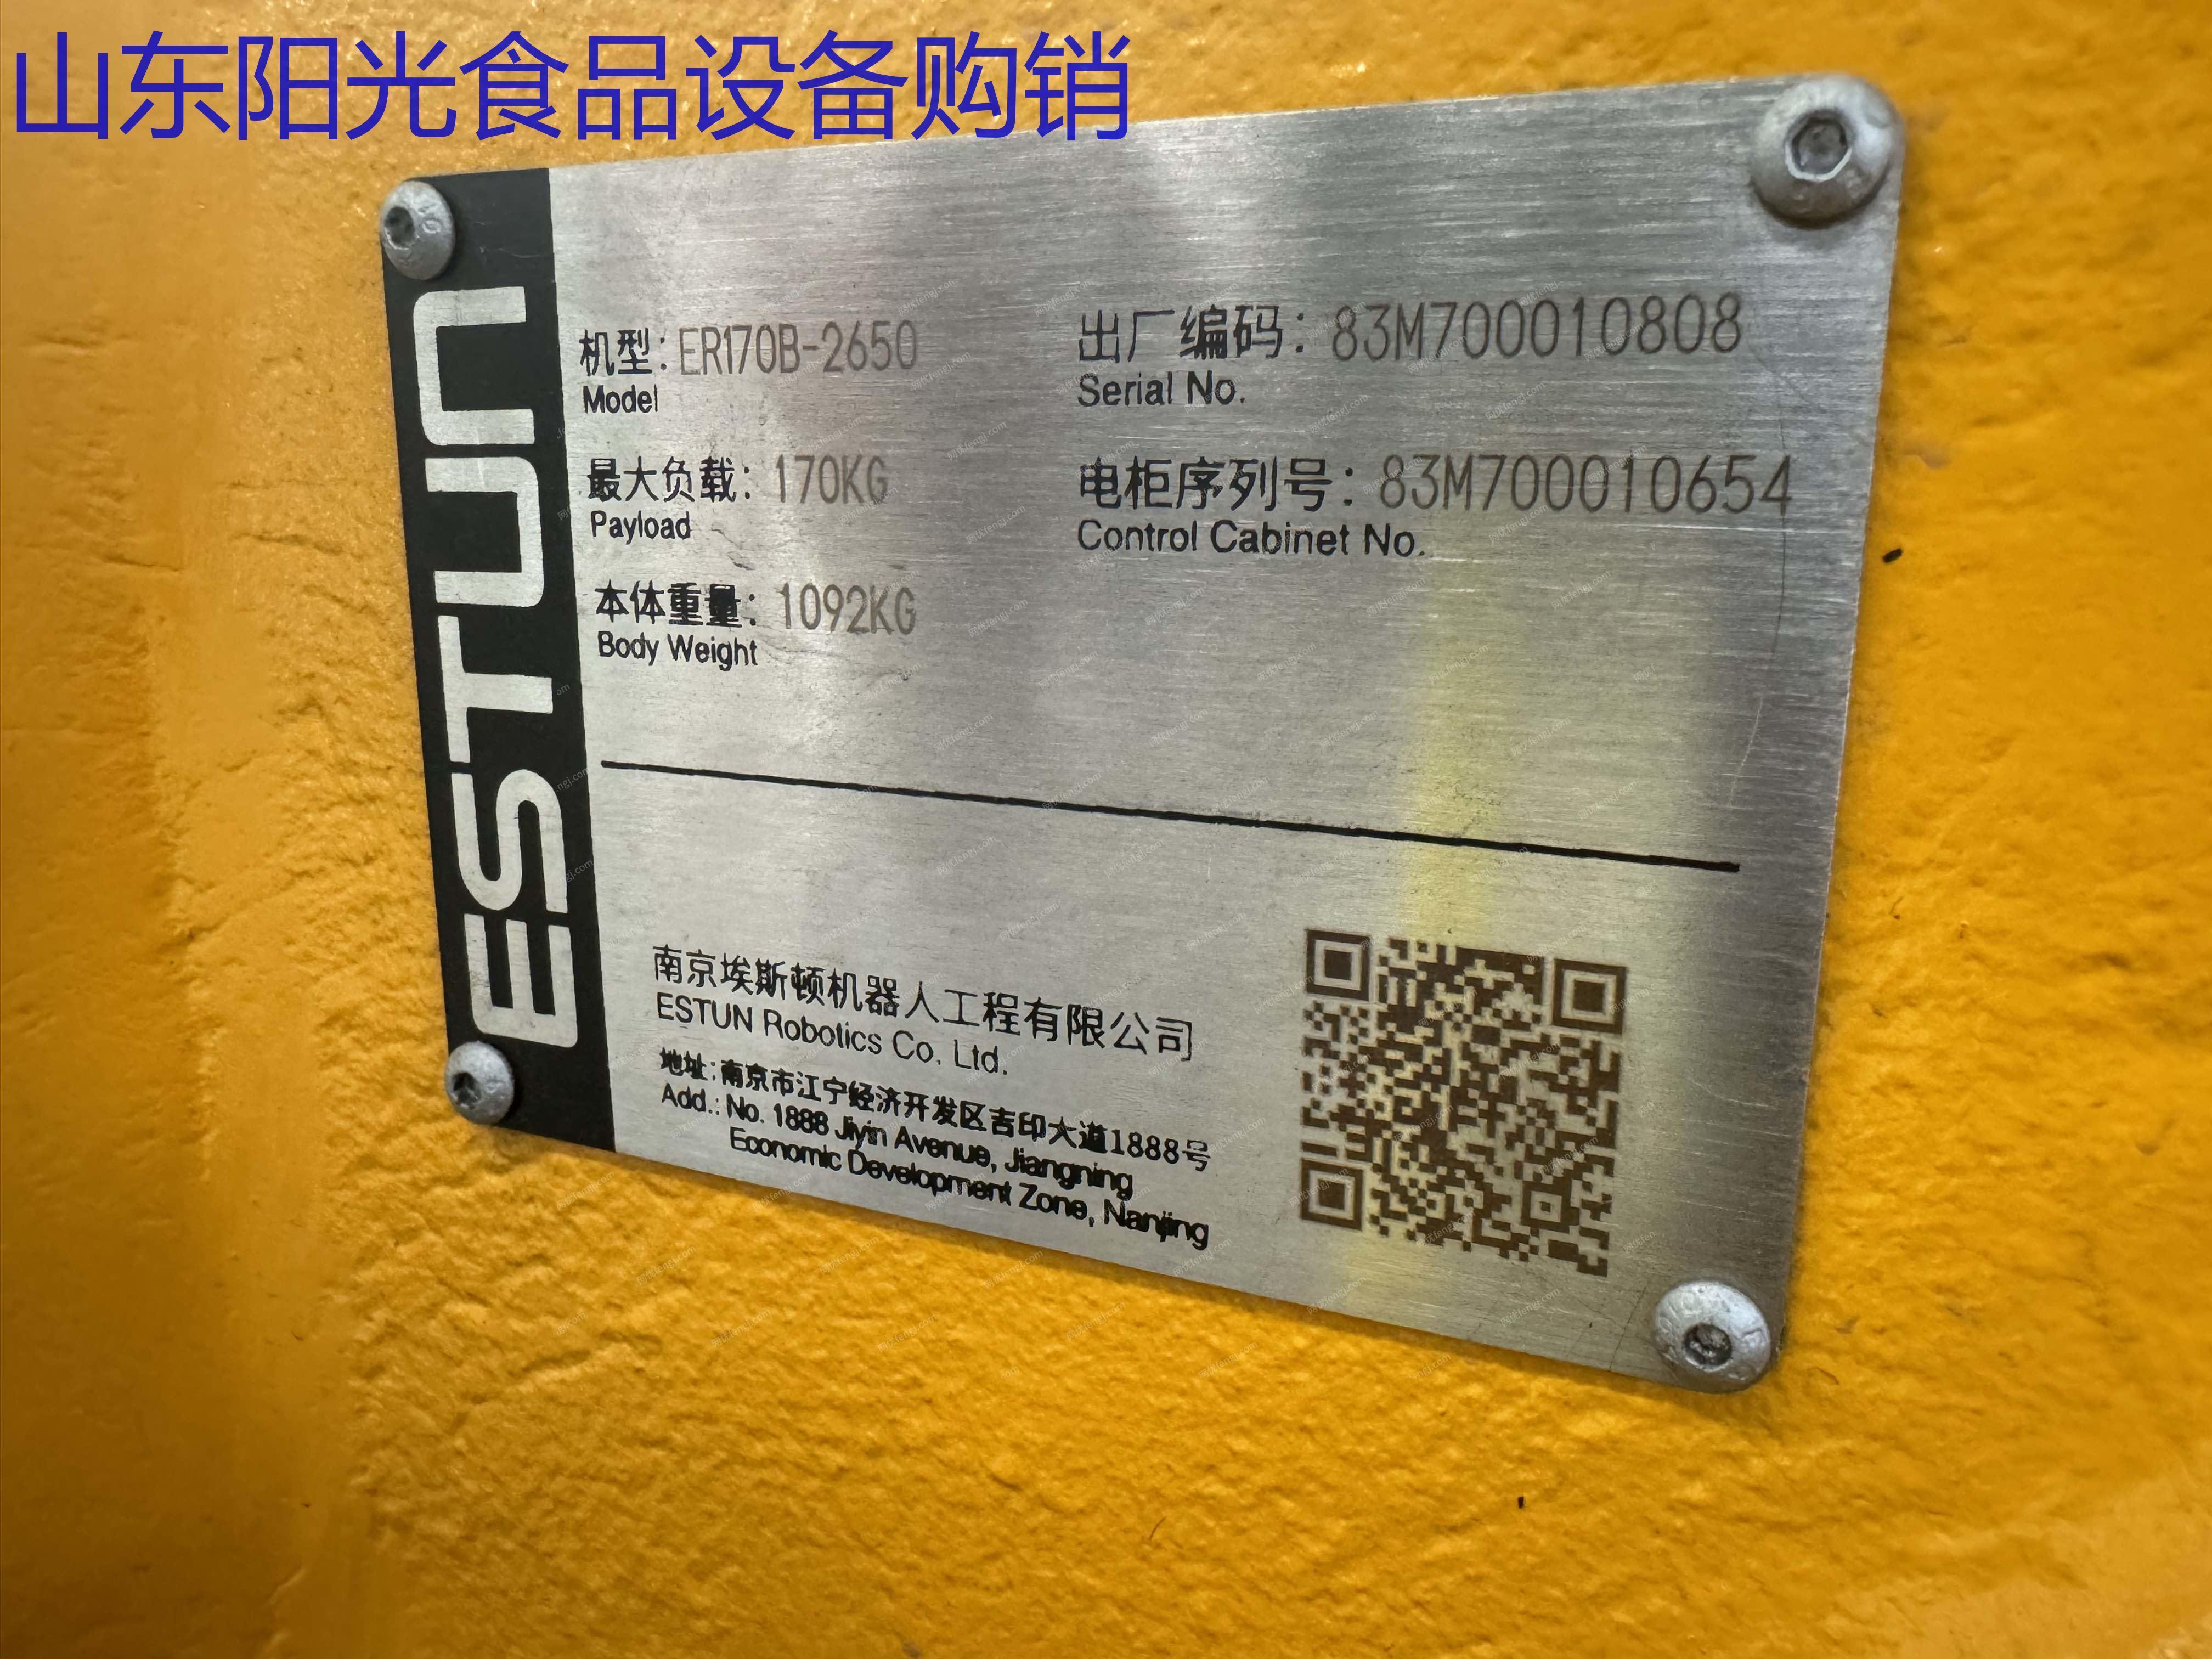 山东阳光食品设备购销
ESTUN
机型: ER170B-2650
Model
最大负载: 170KG
Payload
本体重量: 1092KG
Body Weight
出厂编码: 83M700010808
Serial No.
电柜序列号: 83M700010654
Control Cabinet No.
南京埃斯顿机器人工程有限公司
ESTUN Robotics Co. Ltd.
地址:南京市江宁经济开发区吉印大道1888号
Add.: No. 1888 Jiyin Avenue, Jiangning
Economic Development Zone, Nanjing